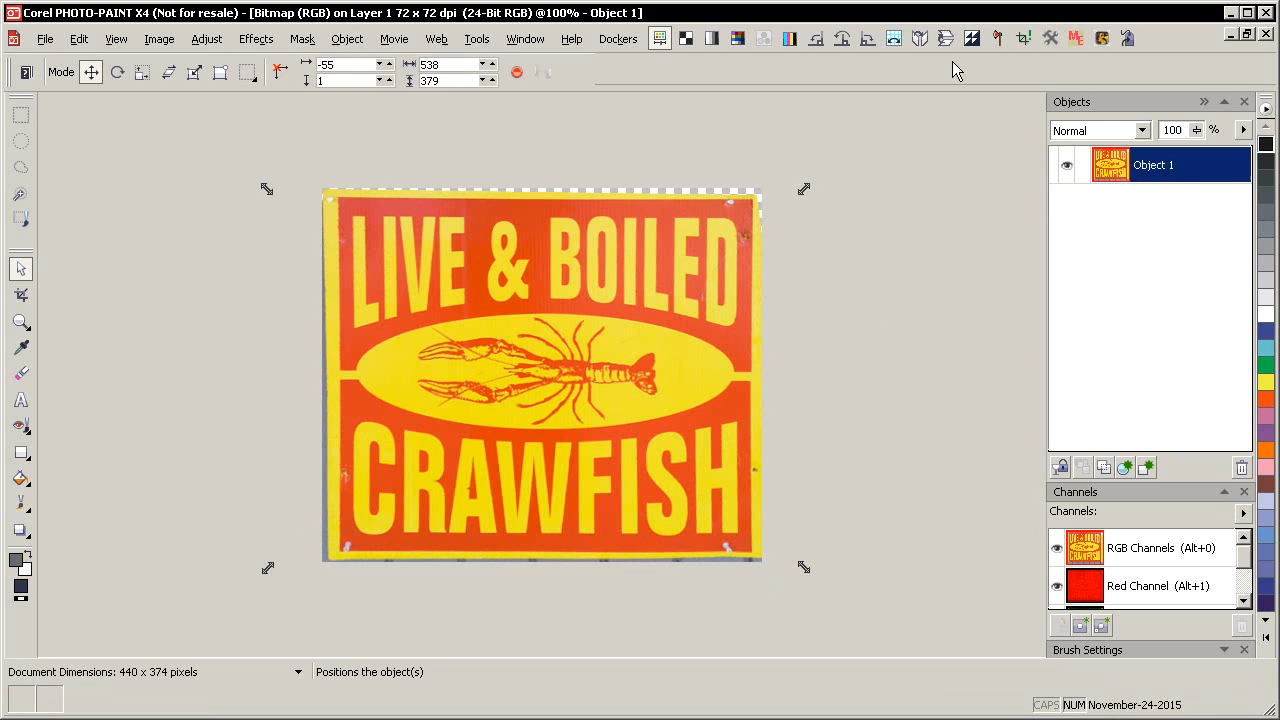 Corel PHOTO-PAINT X4 (Not for resale) - [Bitmap (RGB) on Layer 1 72 x 72 dpi  (24-Bit RGB) @100% - Object 1]
File Edit View Image Adjust Effects Mask Object Movie Web Tools Window Help Dockers ME
Mode -55 538
1 379
Objects
Normal 100 %
Object 1
LIVE & BOILED
CRAWFISH
Channels
Channels:
RGB Channels (Alt+0)
Red Channel (Alt+1)
Brush Settings
Document Dimensions: 440 x 374 pixels Positions the object(s)
CAPS NUM November-24-2015